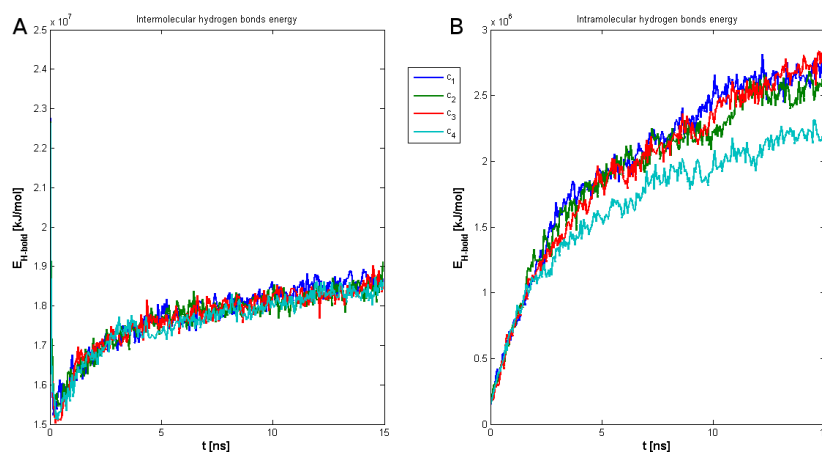 A
Intermolecular hydrogen bonds energy
x 10^7
2.5
2.4
2.3
2.2
2.1
2
1.9
1.8
1.7
1.6
1.5
0
5
10
15
E_H-bold [kJ/mol]
t [ns]
c_1
c_2
c_3
c_4
B
Intramolecular hydrogen bonds energy
x 10^6
3
2.5
2
1.5
1
0.5
0
0
5
10
15
E_H-bold [kJ/mol]
t [ns]